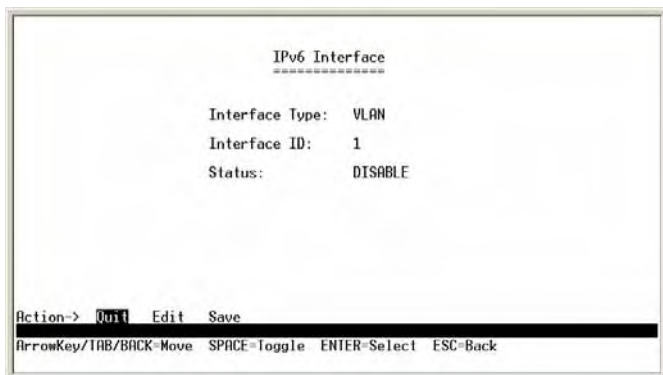 IPv6 Interface
===============
Interface Type: VLAN
Interface ID: 1
Status: DISABLE
Action-> Quit Edit Save
ArrowKey/TAB/BACK=Move SPACE=Toggle ENTER=Select ESC=Back